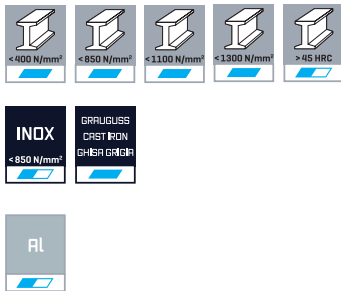 <400 N/mm² <850 N/mm² <1100 N/mm² <1300 N/mm² >45 HRC
INOX
<850 N/mm²
GRAUGUSS
CAST IRON
GHISA GRIGIA
Al